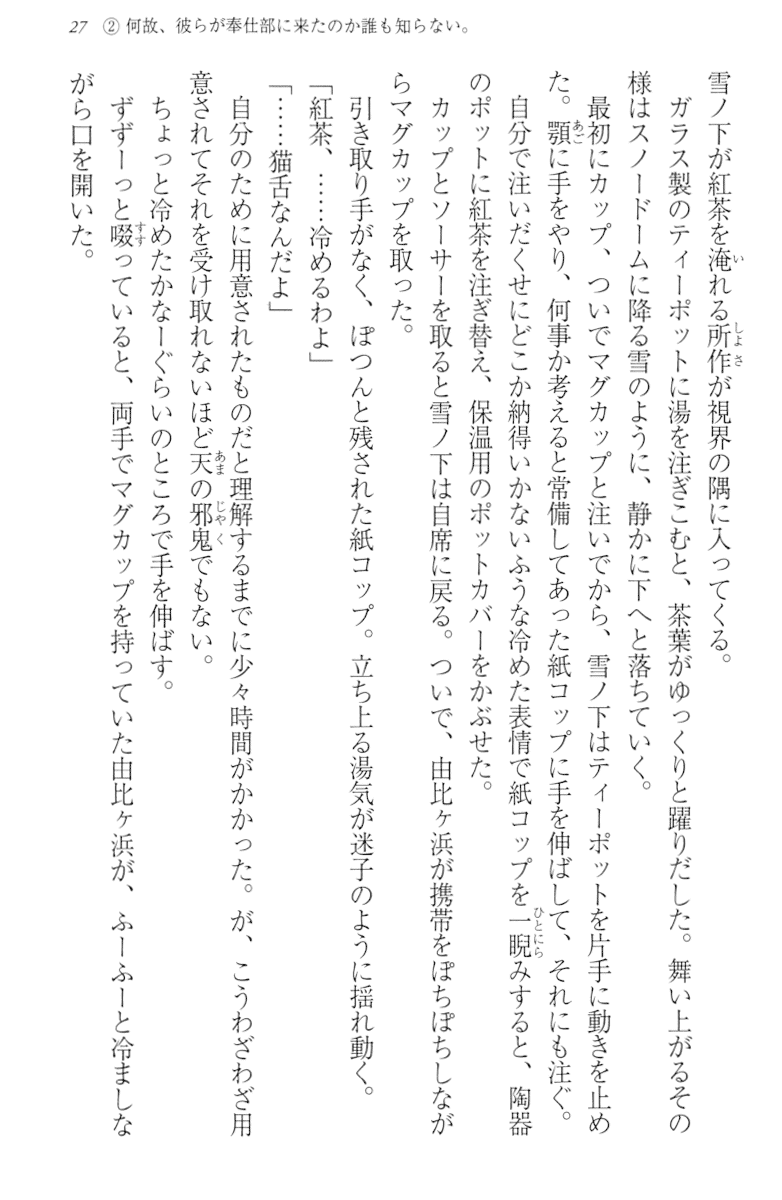 27　② 何故、彼らが奉仕部に来たのか誰も知らない。
雪ノ下が紅茶を淹れる所作が視界の隅に入ってくる。
ガラス製のティーポットに湯を注ぎこむと、茶葉がゆっくりと躍りだした。舞い上がるその
様はスノードームに降る雪のように、静かに下へと落ちていく。
最初にカップ、ついでマグカップと注いでから、雪ノ下はティーポットを片手に動きを止め
た。顎に手をやり、何事か考えると常備してあった紙コップに手を伸ばして、それにも注ぐ。
自分で注いだくせにどこか納得いかないふうな冷めた表情で紙コップを一睨みすると、陶器
のポットに紅茶を注ぎ替え、保温用のポットカバーをかぶせた。
カップとソーサーを取ると雪ノ下は自席に戻る。ついで、由比ヶ浜が携帯をぽちぽちしなが
らマグカップを取った。
引き取り手がなく、ぽつんと残された紙コップ。立ち上る湯気が迷子のように揺れ動く。
「紅茶、……冷めるわよ」
「……猫舌なんだよ」
自分のために用意されたものだと理解するまでに少々時間がかかった。が、こうわざわざ用
意されてそれを受け取れないほど天の邪鬼でもない。
ちょっと冷めたかなーぐらいのところで手を伸ばす。
ずずーっと啜っていると、両手でマグカップを持っていた由比ヶ浜が、ふーふーと冷ましな
がら口を開いた。